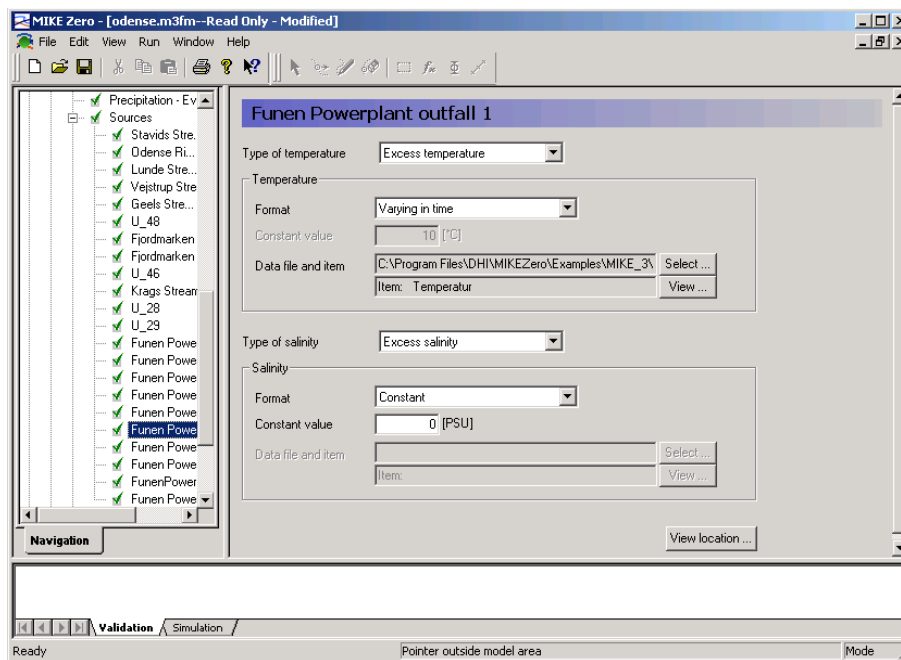 MIKE Zero - [odense.m3fm--Read Only - Modified]
File Edit View Run Window Help
Precipitation - Ev
Sources
Stavids Stre.
Odense Ri...
Lunde Stre...
Vejstrup Stre
Geels Stre...
U_48
Fjordmarken
Fjordmarken
U_46
Krags Stream
U_28
U_29
Funen Powe
Funen Powe
Funen Powe
Funen Powe
Funen Powe
Funen Powe
Funen Powe
Funen Powe
FunenPower
Funen Powe
Navigation
Funen Powerplant outfall 1
Type of temperature Excess temperature
Temperature
Format Varying in time
Constant value 10 [°C]
Data file and item C:\Program Files\DHI\MIKEZero\Examples\MIKE_3\ Select ...
Item: Temperatur View ...
Type of salinity Excess salinity
Salinity
Format Constant
Constant value 0 [PSU]
Data file and item Select ...
Item: View ...
View location ...
Validation Simulation
Ready Pointer outside model area Mode